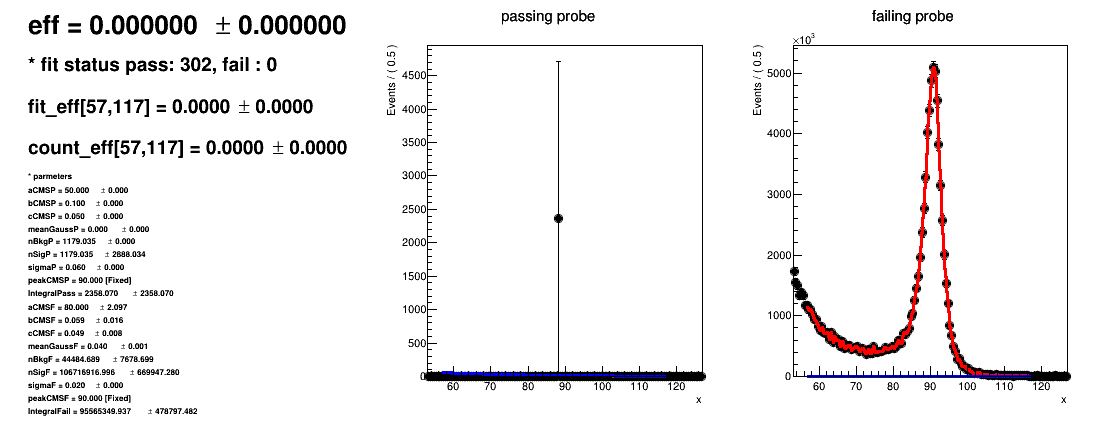 eff = 0.000000 ± 0.000000
* fit status pass: 302, fail : 0
fit_eff[57,117] = 0.0000 ± 0.0000
count_eff[57,117] = 0.0000 ± 0.0000
* parmeters
aCMSP = 50.000 ± 0.000
bCMSP = 0.100 ± 0.000
cCMSP = 0.050 ± 0.000
meanGaussP = 0.000 ± 0.000
nBkgP = 1179.035 ± 0.000
nSigP = 1179.035 ± 2888.034
sigmaP = 0.060 ± 0.000
peakCMSP = 90.000 [Fixed]
IntegralPass = 2358.070 ± 2358.070
aCMSF = 80.000 ± 2.097
bCMSF = 0.059 ± 0.016
cCMSF = 0.049 ± 0.008
meanGaussF = 0.040 ± 0.001
nBkgF = 44484.689 ± 7678.699
nSigF = 106716916.996 ± 669947.280
sigmaF = 0.020 ± 0.000
peakCMSF = 90.000 [Fixed]
IntegralFail = 95565349.937 ± 478797.482
passing probe
Events / ( 0.5 )
4500
4000
3500
3000
2500
2000
1500
1000
500
0
60 70 80 90 100 110 120
x
failing probe
×10³
Events / ( 0.5 )
5000
4000
3000
2000
1000
0
60 70 80 90 100 110 120
x